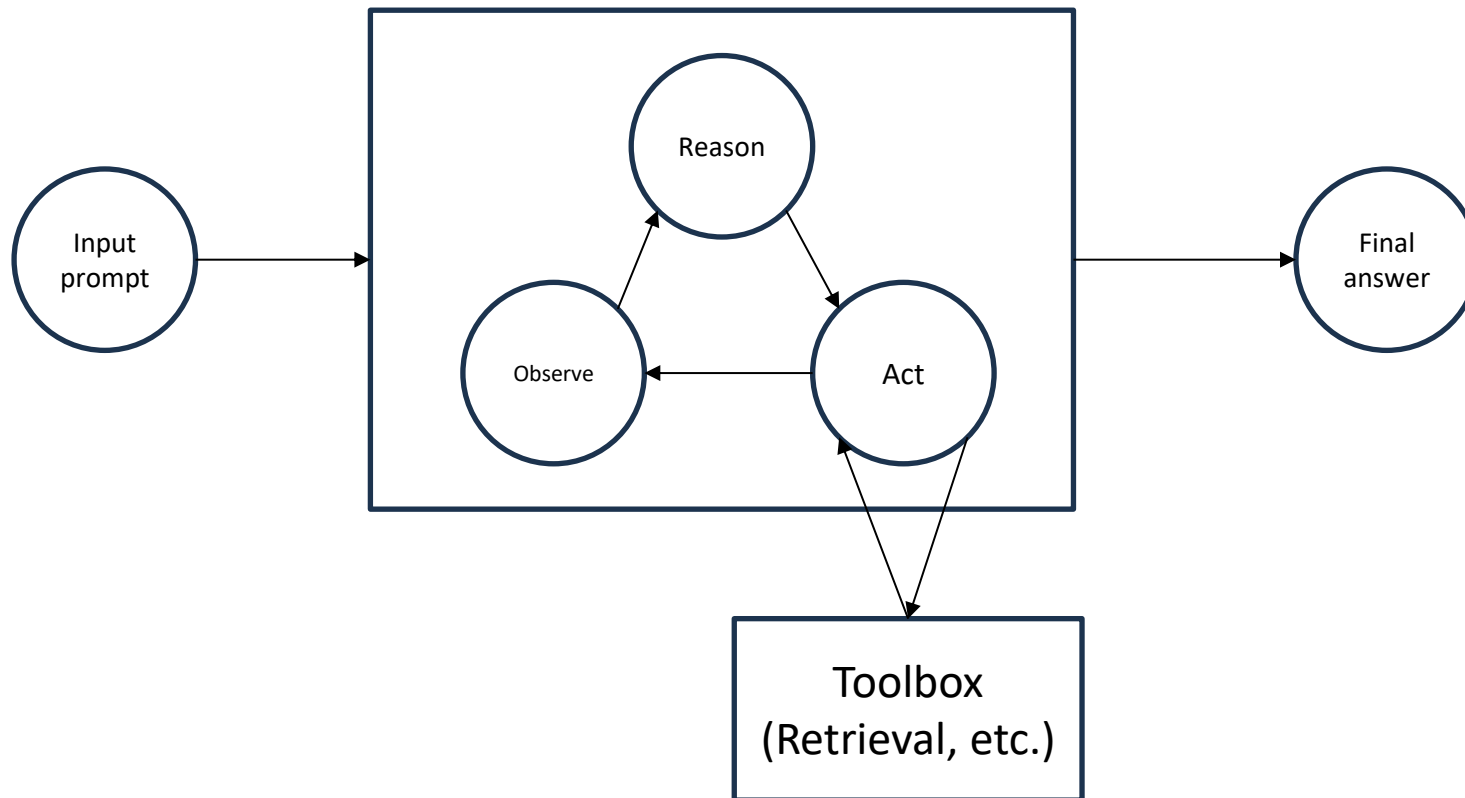 Reason
Input
prompt
Final
answer
Observe
Act
Toolbox
(Retrieval, etc.)